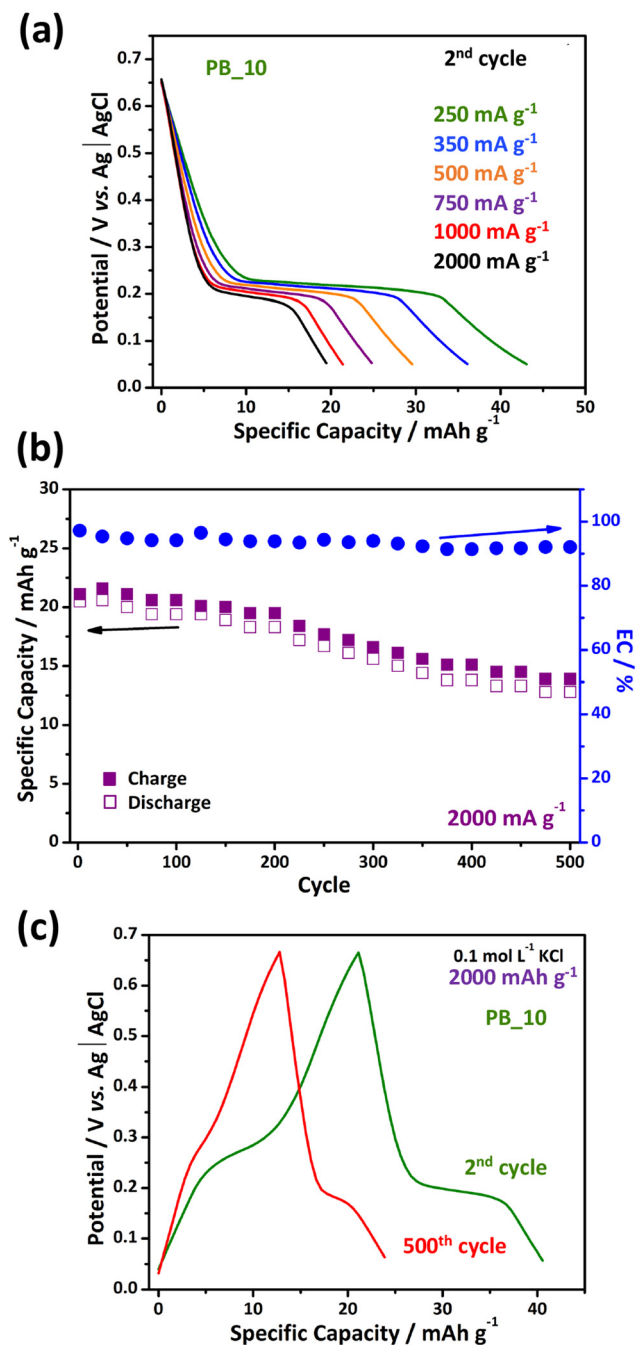 (a)
PB_10
2nd cycle
250 mA g-1
350 mA g-1
500 mA g-1
750 mA g-1
1000 mA g-1
2000 mA g-1
Potential / V vs. Ag | AgCl
0.7
0.6
0.5
0.4
0.3
0.2
0.1
0.0
0 10 20 30 40 50
Specific Capacity / mAh g-1
(b)
Specific Capacity / mAh g-1
30
25
20
15
10
5
0
100
80
60
40
20
0
EC / %
Charge
Discharge
2000 mA g-1
0 100 200 300 400 500
Cycle
(c)
Potential / V vs. Ag | AgCl
0.7
0.6
0.5
0.4
0.3
0.2
0.1
0.0
0.1 mol L-1 KCl
2000 mAh g-1
PB_10
2nd cycle
500th cycle
0 10 20 30 40
Specific Capacity / mAh g-1